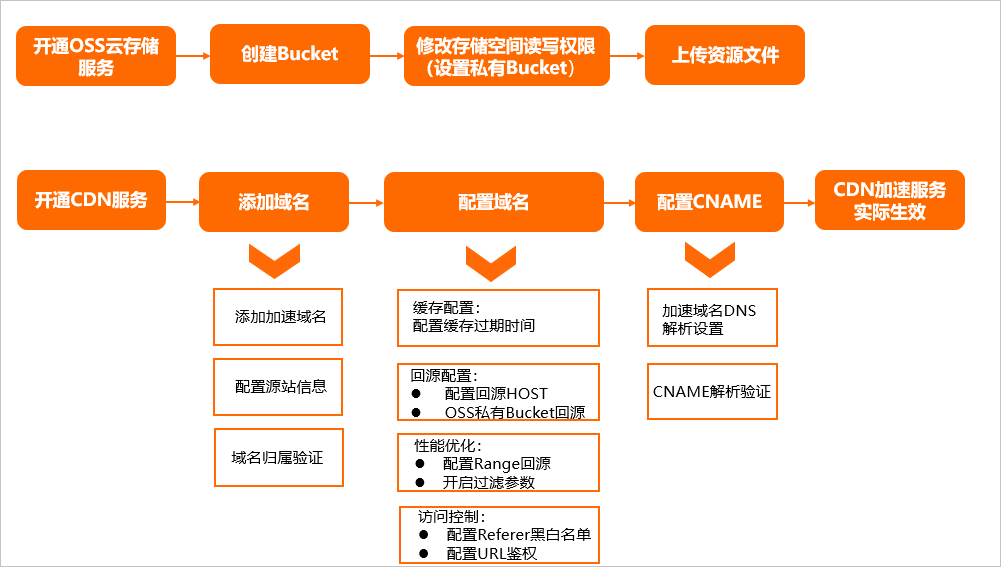 开通OSS云存储
服务
创建Bucket
修改存储空间读写权限
（设置私有Bucket）
上传资源文件
开通CDN服务
添加域名
配置域名
配置CNAME
CDN加速服务
实际生效
添加加速域名
配置源站信息
域名归属验证
缓存配置：
配置缓存过期时间
回源配置：
● 配置回源HOST
● OSS私有Bucket回源
性能优化：
● 配置Range回源
● 开启过滤参数
访问控制：
● 配置Referer黑白名单
● 配置URL鉴权
加速域名DNS
解析设置
CNAME解析验证